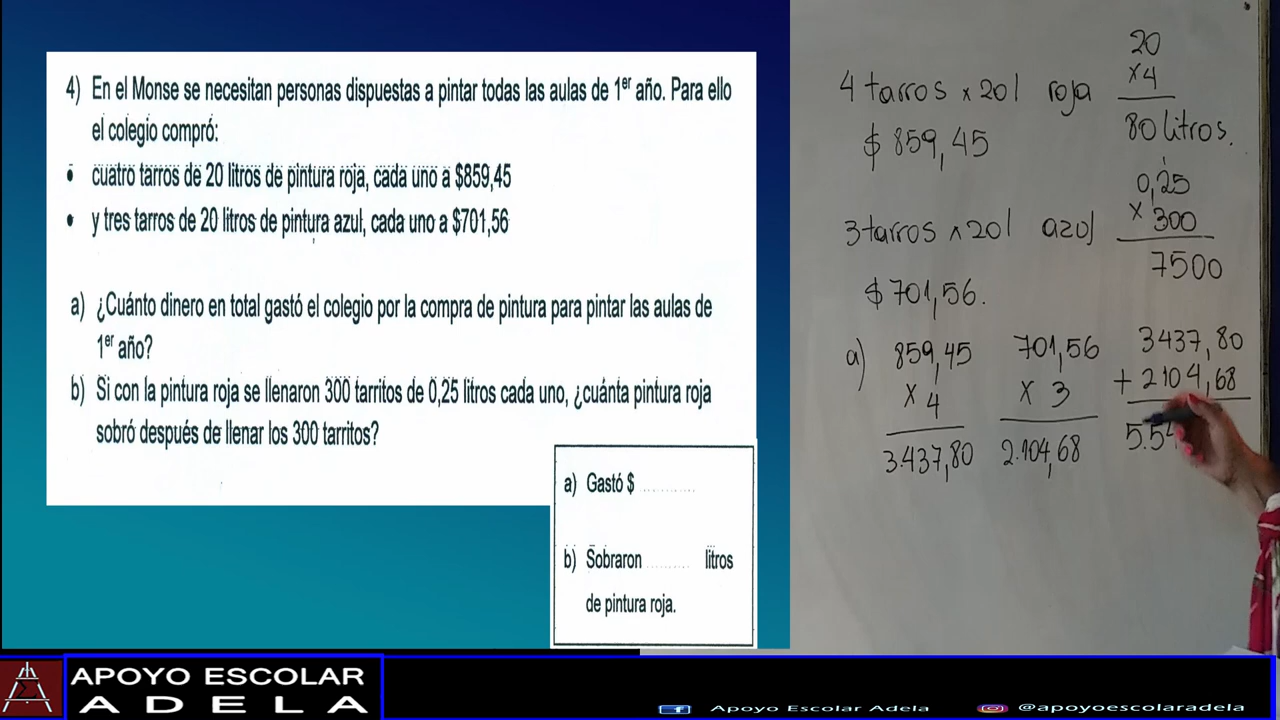 4) En el Monse se necesitan personas dispuestas a pintar todas las aulas de 1er año. Para ello
el colegio compró:
• cuatro tarros de 20 litros de pintura roja, cada uno a $859,45
• y tres tarros de 20 litros de pintura azul, cada uno a $701,56
a) ¿Cuánto dinero en total gastó el colegio por la compra de pintura para pintar las aulas de
1er año?
b) Si con la pintura roja se llenaron 300 tarritos de 0,25 litros cada uno, ¿cuánta pintura roja
sobró después de llenar los 300 tarritos?
a) Gastó $ ............
b) Sobraron ......... litros
de pintura roja.
4 tarros x 20 l roja
$ 859,45
3 tarros x 20 l azul
$ 701,56.
20
x4
80 litros.
1
0,25
x 300
7500
a) 859,45
x 4
3.437,80
701,56
x 3
2.104,68
3437,80
+ 2104,68
5.54
APOYO ESCOLAR
ADELA
Apoyo Escolar Adela
@apoyoescolaradela